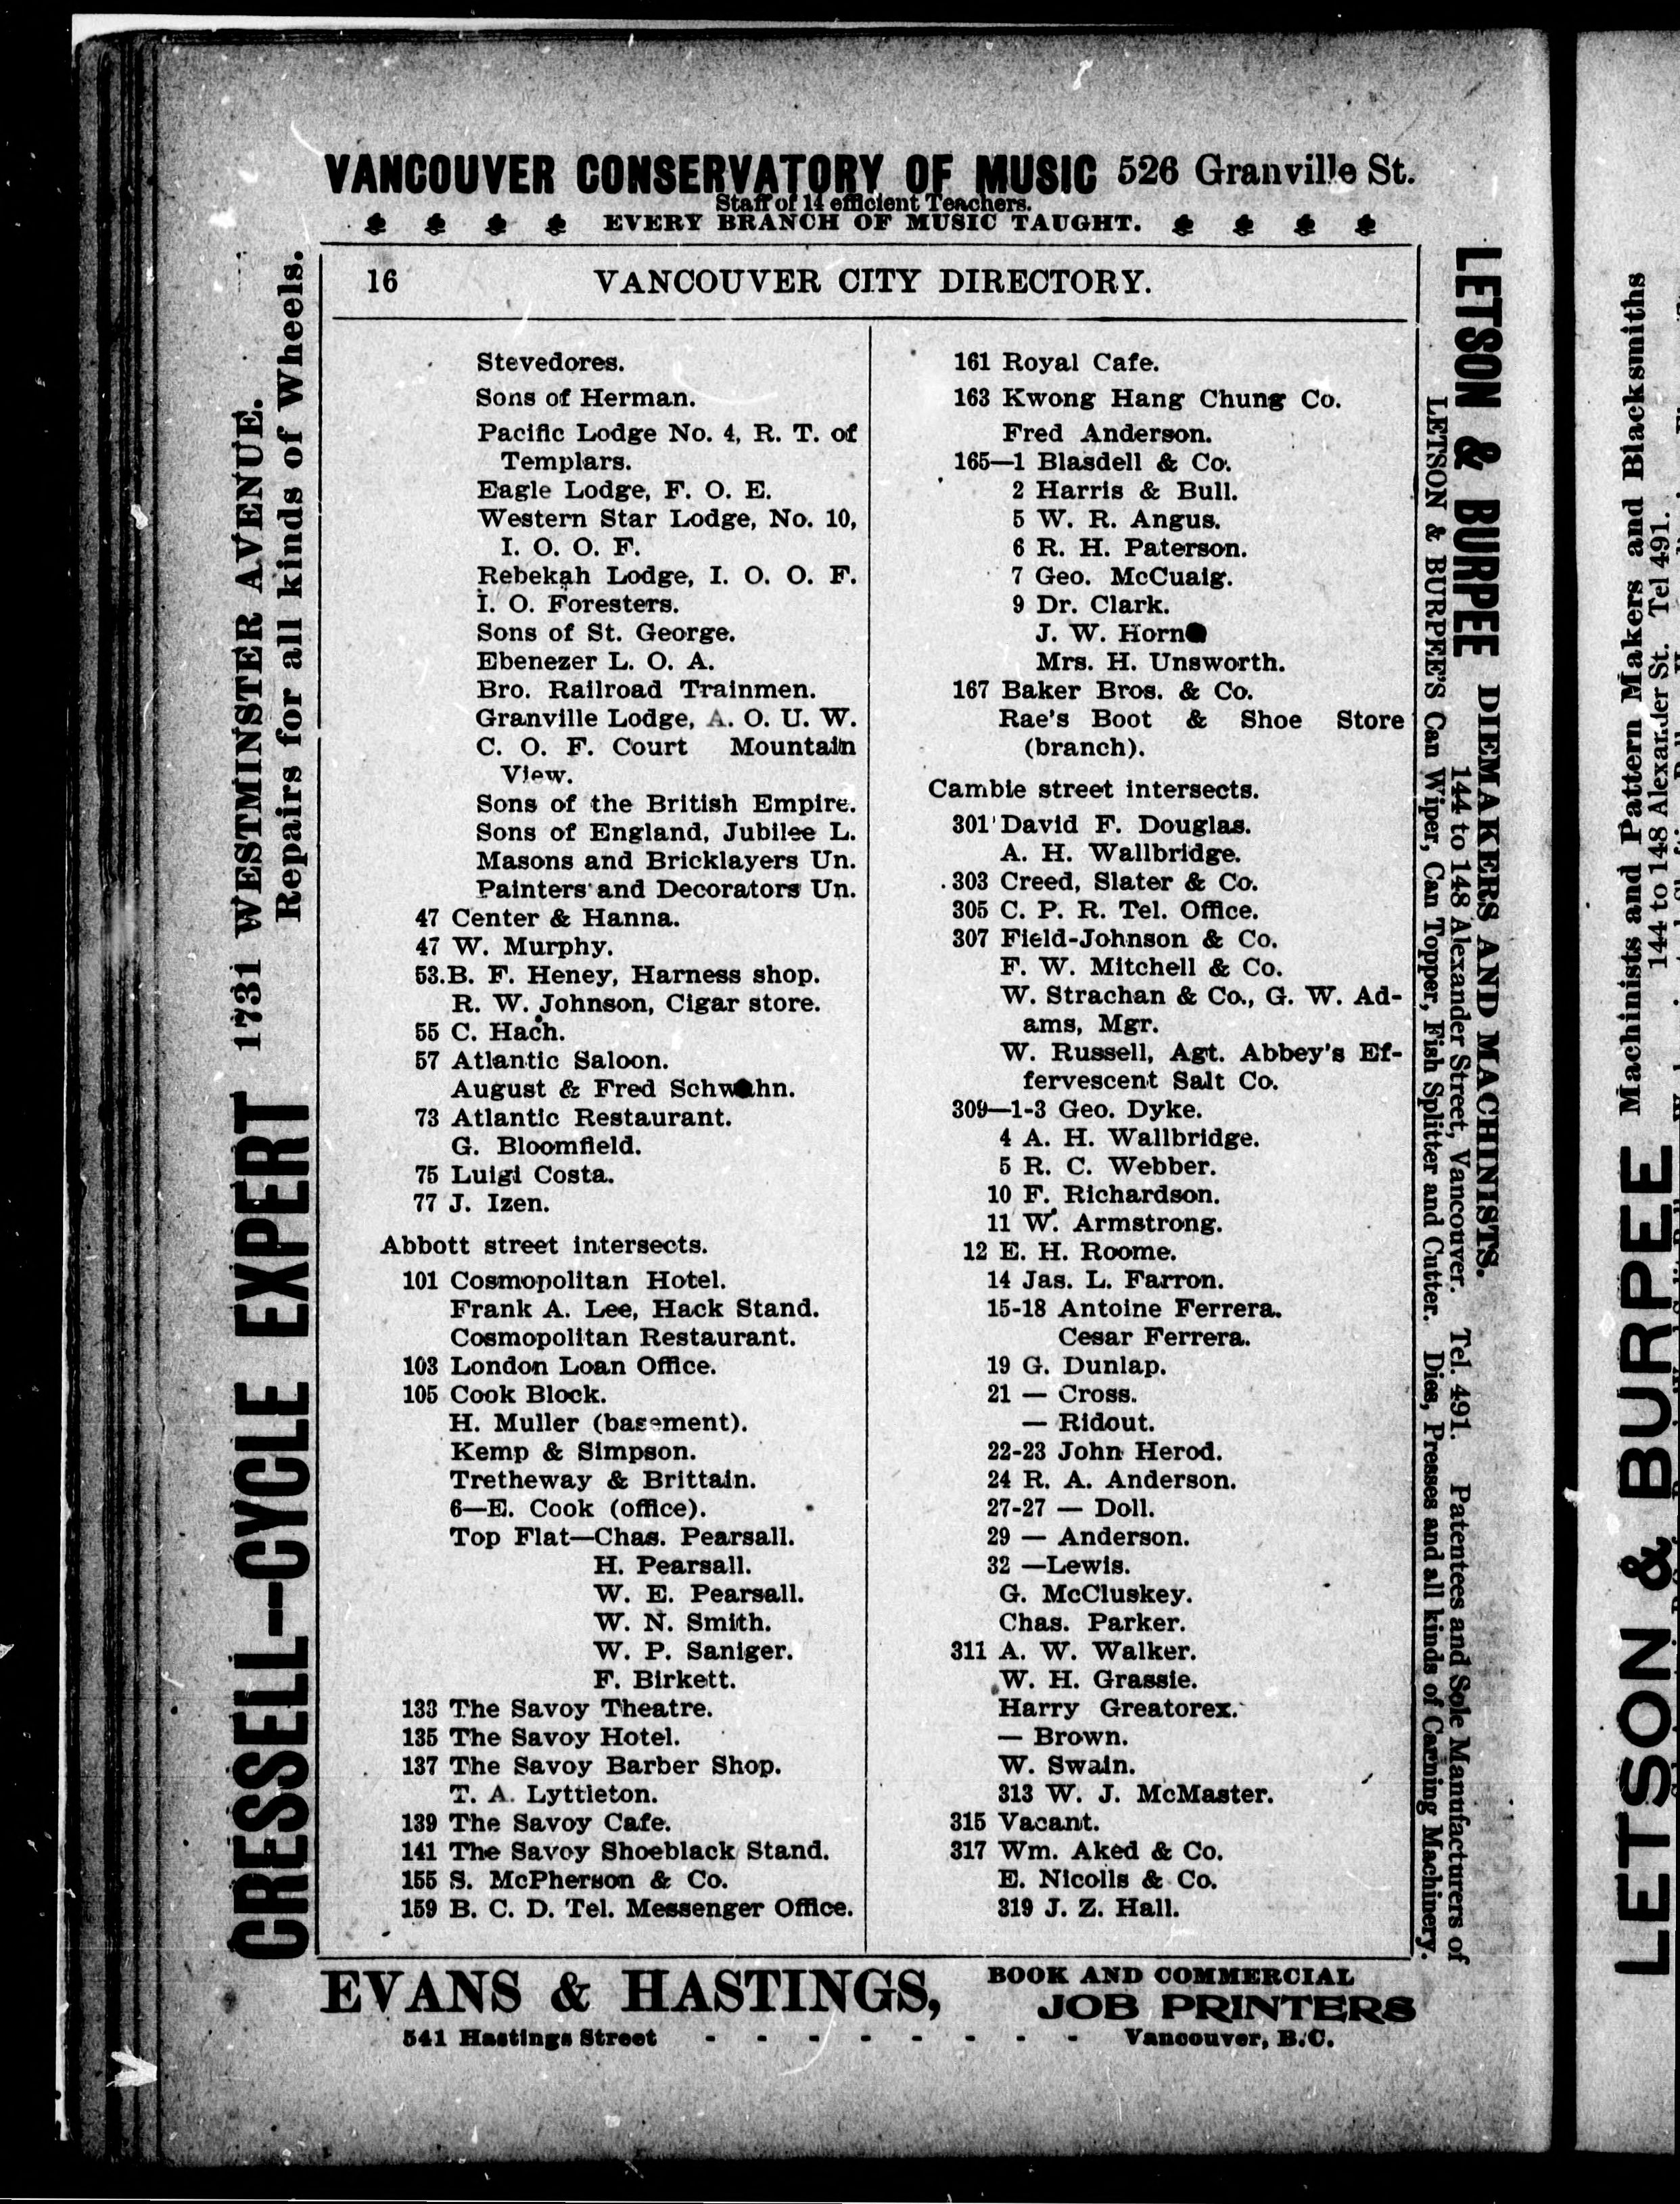 VANCOUVER CONSERVATORY OF MUSIC 526 Granville St.
Staff of 14 efficient Teachers.
EVERY BRANCH OF MUSIC TAUGHT.
16 VANCOUVER CITY DIRECTORY.
Stevedores.
Sons of Herman.
Pacific Lodge No. 4, R. T. of
Templars.
Eagle Lodge, F. O. E.
Western Star Lodge, No. 10,
I. O. O. F.
Rebekah Lodge, I. O. O. F.
I. O. Foresters.
Sons of St. George.
Ebenezer L. O. A.
Bro. Railroad Trainmen.
Granville Lodge, A. O. U. W.
C. O. F. Court Mountain
View.
Sons of the British Empire.
Sons of England, Jubilee L.
Masons and Bricklayers Un.
Painters and Decorators Un.
47 Center & Hanna.
47 W. Murphy.
53 B. F. Heney, Harness shop.
R. W. Johnson, Cigar store.
55 C. Hach.
57 Atlantic Saloon.
August & Fred Schwahn.
73 Atlantic Restaurant.
G. Bloomfield.
75 Luigi Costa.
77 J. Izen.
Abbott street intersects.
101 Cosmopolitan Hotel.
Frank A. Lee, Hack Stand.
Cosmopolitan Restaurant.
103 London Loan Office.
105 Cook Block.
H. Muller (basement).
Kemp & Simpson.
Tretheway & Brittain.
6—E. Cook (office).
Top Flat—Chas. Pearsall.
H. Pearsall.
W. E. Pearsall.
W. N. Smith.
W. P. Saniger.
F. Birkett.
133 The Savoy Theatre.
135 The Savoy Hotel.
137 The Savoy Barber Shop.
T. A. Lyttleton.
139 The Savoy Cafe.
141 The Savoy Shoeblack Stand.
155 S. McPherson & Co.
159 B. C. D. Tel. Messenger Office.
161 Royal Cafe.
163 Kwong Hang Chung Co.
Fred Anderson.
165—1 Blasdell & Co.
2 Harris & Bull.
5 W. R. Angus.
6 R. H. Paterson.
7 Geo. McCuaig.
9 Dr. Clark.
J. W. Horne
Mrs. H. Unsworth.
167 Baker Bros. & Co.
Rae's Boot & Shoe Store
(branch).
Cambie street intersects.
301 David F. Douglas.
A. H. Wallbridge.
303 Creed, Slater & Co.
305 C. P. R. Tel. Office.
307 Field-Johnson & Co.
F. W. Mitchell & Co.
W. Strachan & Co., G. W. Ad-
ams, Mgr.
W. Russell, Agt. Abbey's Ef-
fervescent Salt Co.
309—1-3 Geo. Dyke.
4 A. H. Wallbridge.
5 R. C. Webber.
10 F. Richardson.
11 W. Armstrong.
12 E. H. Roome.
14 Jas. L. Farron.
15-18 Antoine Ferrera.
Cesar Ferrera.
19 G. Dunlap.
21 — Cross.
— Ridout.
22-23 John Herod.
24 R. A. Anderson.
27-27 — Doll.
29 — Anderson.
32 —Lewis.
G. McCluskey.
Chas. Parker.
311 A. W. Walker.
W. H. Grassie.
Harry Greatorex.
— Brown.
W. Swain.
313 W. J. McMaster.
315 Vacant.
317 Wm. Aked & Co.
E. Nicolls & Co.
319 J. Z. Hall.
EVANS & HASTINGS, BOOK AND COMMERCIAL
JOB PRINTERS
541 Hastings Street - - - - - - - - Vancouver, B.C.
CRESSELL--CYCLE EXPERT 1731 WESTMINSTER AVENUE.
Repairs for all kinds of Wheels.
LETSON & BURPEE DIEMAKERS AND MACHINISTS.
144 to 148 Alexander Street, Vancouver. Tel. 491. Patentees and Sole Manufacturers of
LETSON & BURPEE'S Can Wiper, Can Topper, Fish Splitter and Cutter. Dies, Presses and all kinds of Canning Machinery.
LETSON & BURPEE Machinists and Pattern Makers and Blacksmiths
144 to 148 Alexander St. Tel 491.